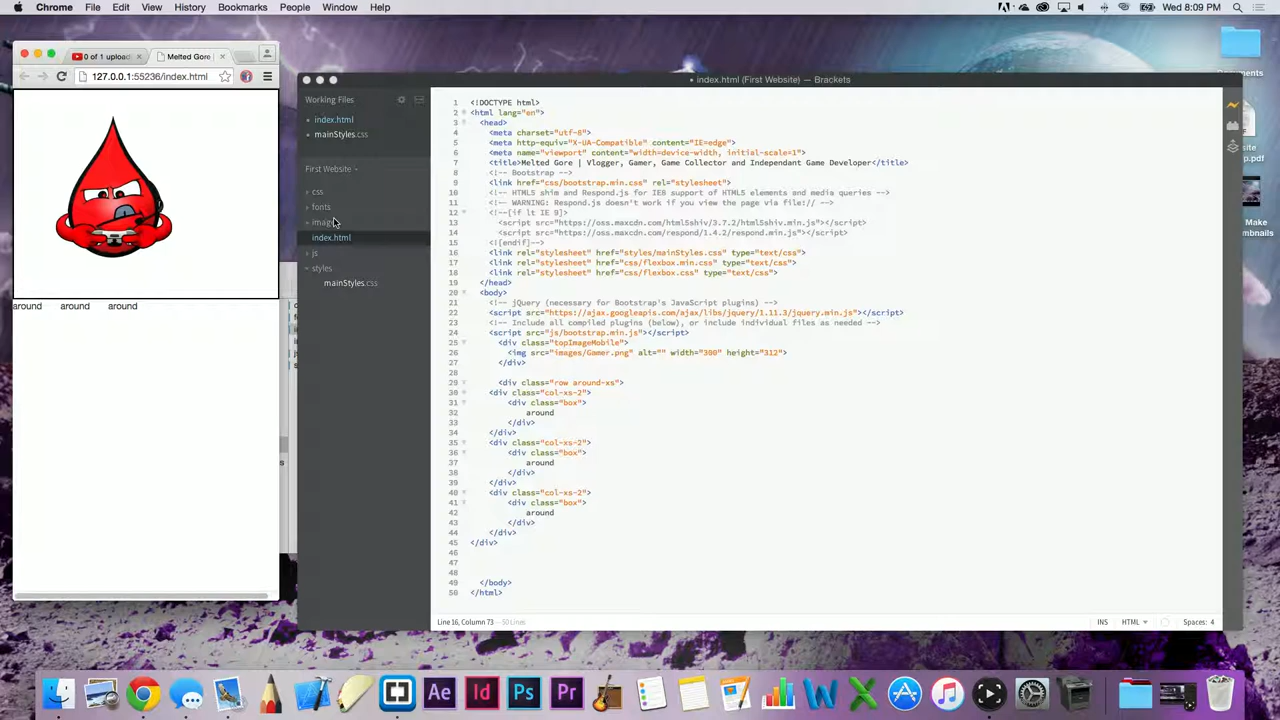 Chrome File Edit View History Bookmarks People Window Help
Wed 8:09 PM
0 of 1 upload
Melted Gore
127.0.0.1:55236/index.html
around around around
• index.html (First Website) — Brackets
Working Files
• index.html
• mainStyles.css
First Website
css
fonts
index.html
js
styles
mainStyles.css
1 <!DOCTYPE html>
2 <html lang="en">
3 <head>
4 <meta charset="utf-8">
5 <meta http-equiv="X-UA-Compatible" content="IE=edge">
6 <meta name="viewport" content="width=device-width, initial-scale=1">
7 <title>Melted Gore | Vlogger, Gamer, Game Collector and Independant Game Developer</title>
8 <!-- Bootstrap -->
9 <link href="css/bootstrap.min.css" rel="stylesheet">
10 <!-- HTML5 shim and Respond.js for IE8 support of HTML5 elements and media queries -->
11 <!-- WARNING: Respond.js doesn't work if you view the page via file:// -->
12 <!--[if lt IE 9]>
13 <script src="https://oss.maxcdn.com/html5shiv/3.7.2/html5shiv.min.js"></script>
14 <script src="https://oss.maxcdn.com/respond/1.4.2/respond.min.js"></script>
15 <![endif]-->
16 <link rel="stylesheet" href="styles/mainStyles.css" type="text/css">
17 <link rel="stylesheet" href="css/flexbox.min.css" type="text/css">
18 <link rel="stylesheet" href="css/flexbox.css" type="text/css">
19 </head>
20 <body>
21 <!-- jQuery (necessary for Bootstrap's JavaScript plugins) -->
22 <script src="https://ajax.googleapis.com/ajax/libs/jquery/1.11.3/jquery.min.js"></script>
23 <!-- Include all compiled plugins (below), or include individual files as needed -->
24 <script src="js/bootstrap.min.js"></script>
25 <div class="topImageMobile">
26 <img src="images/Gamer.png" alt="" width="300" height="312">
27 </div>
28
29 <div class="row around-xs">
30 <div class="col-xs-2">
31 <div class="box">
32 around
33 </div>
34 </div>
35 <div class="col-xs-2">
36 <div class="box">
37 around
38 </div>
39 </div>
40 <div class="col-xs-2">
41 <div class="box">
42 around
43 </div>
44 </div>
45 </div>
46
47
48
49 </body>
50 </html>
Line 16, Column 73 — 50 Lines
INS HTML Spaces: 4
Ae Id Ps Pr